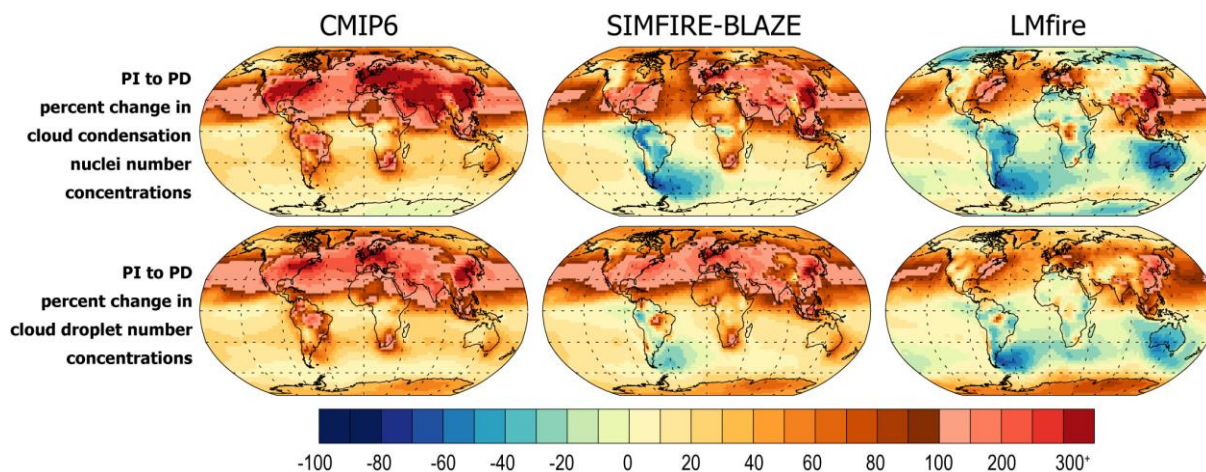 CMIP6 SIMFIRE-BLAZE LMfire
PI to PD
percent change in
cloud condensation
nuclei number
concentrations
PI to PD
percent change in
cloud droplet number
concentrations
-100 -80 -60 -40 -20 0 20 40 60 80 100 200 300+